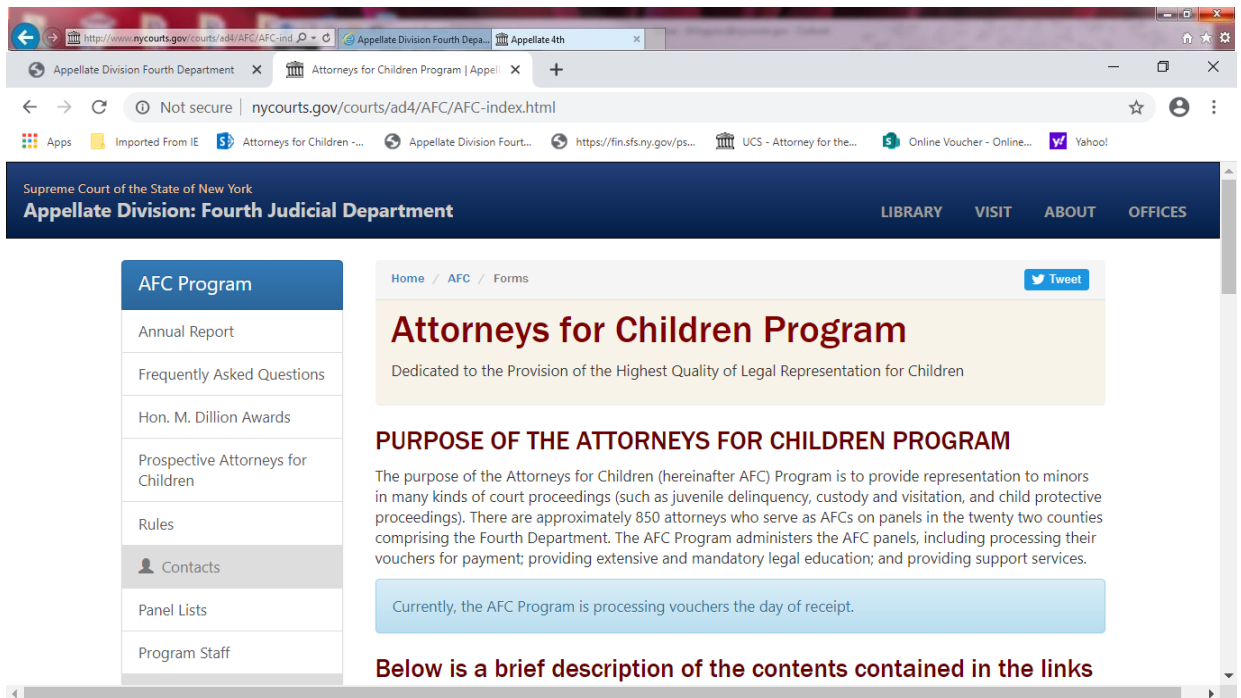 http://www.nycourts.gov/courts/ad4/AFC/AFC-ind
Appellate Division Fourth Depa...
Appellate 4th
Appellate Division Fourth Department
Attorneys for Children Program | Appell
Not secure | nycourts.gov/courts/ad4/AFC/AFC-index.html
Apps
Imported From IE
Attorneys for Children -...
Appellate Division Fourt...
https://fin.sfs.ny.gov/ps...
UCS - Attorney for the...
Online Voucher - Online...
Yahoo!
Supreme Court of the State of New York
Appellate Division: Fourth Judicial Department
LIBRARY VISIT ABOUT OFFICES
AFC Program
Annual Report
Frequently Asked Questions
Hon. M. Dillion Awards
Prospective Attorneys for
Children
Rules
Contacts
Panel Lists
Program Staff
Home / AFC / Forms
Tweet
Attorneys for Children Program
Dedicated to the Provision of the Highest Quality of Legal Representation for Children
PURPOSE OF THE ATTORNEYS FOR CHILDREN PROGRAM
The purpose of the Attorneys for Children (hereinafter AFC) Program is to provide representation to minors
in many kinds of court proceedings (such as juvenile delinquency, custody and visitation, and child protective
proceedings). There are approximately 850 attorneys who serve as AFCs on panels in the twenty two counties
comprising the Fourth Department. The AFC Program administers the AFC panels, including processing their
vouchers for payment; providing extensive and mandatory legal education; and providing support services.
Currently, the AFC Program is processing vouchers the day of receipt.
Below is a brief description of the contents contained in the links